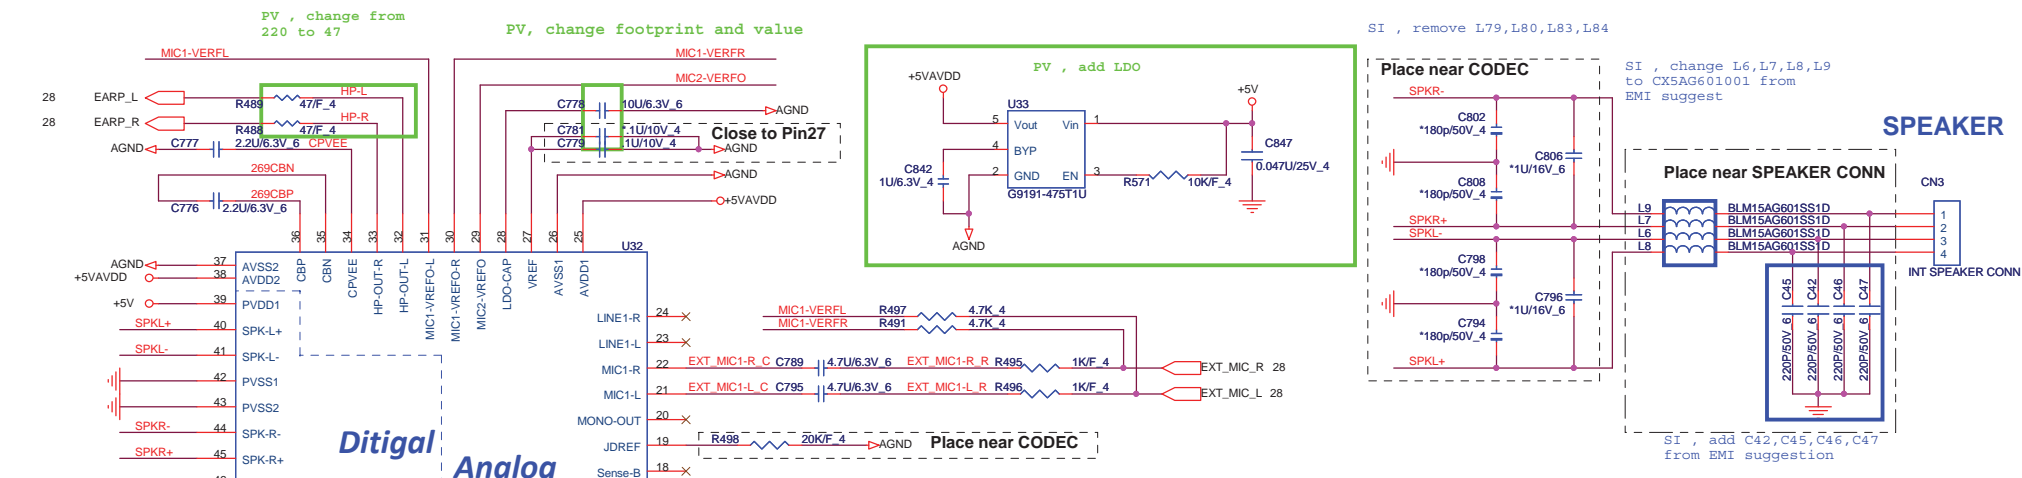 PV , change from
220 to 47
PV, change footprint and value
SI , remove L79,L80,L83,L84
MIC1-VERFL
MIC1-VERFR
MIC2-VERFO
28 EARP_L
R489 47/F_4 HP-L
28 EARP_R
R488 47/F_4 HP-R
AGND C777 2.2U/6.3V_6 CPVEE
269CBN
269CBP
C776 2.2U/6.3V_6
C778 10U/6.3V_6 AGND
C781 *.1U/10V_4 Close to Pin27
C779 .1U/10V_4 AGND
AGND
+5VAVDD
PV , add LDO
+5VAVDD
+5V
U33
5 Vout Vin 1
4 BYP
2 GND EN 3
G9191-475T1U
C842
1U/6.3V_4
R571 10K/F_4
C847
0.047U/25V_4
AGND
Place near CODEC
SPKR-
C802
*180p/50V_4
C806
*1U/16V_6
C808
*180p/50V_4
SPKR+
SPKL-
C798
*180p/50V_4
C796
*1U/16V_6
C794
*180p/50V_4
SPKL+
SI , change L6,L7,L8,L9
to CX5AG601001 from
EMI suggest
SPEAKER
Place near SPEAKER CONN
CN3
L9 BLM15AG601SS1D 1
L7 BLM15AG601SS1D 2
L6 BLM15AG601SS1D 3
L8 BLM15AG601SS1D 4
INT SPEAKER CONN
C45 C42 C46 C47
220P/50V_6 220P/50V_6 220P/50V_6 220P/50V_6
SI , add C42,C45,C46,C47
from EMI suggestion
36 35 34 33 32 31 30 29 28 27 26 25
U32
CBP CBN CPVEE HP-OUT-R HP-OUT-L MIC1-VREFO-L MIC1-VREFO-R MIC2-VREFO LDO-CAP VREF AVSS1 AVDD1
AGND 37 AVSS2
+5VAVDD 38 AVDD2
+5V 39 PVDD1
SPKL+ 40 SPK-L+
SPKL- 41 SPK-L-
42 PVSS1
43 PVSS2
SPKR- 44 SPK-R-
SPKR+ 45 SPK-R+
Ditigal
Analog
LINE1-R 24
LINE1-L 23
MIC1-R 22
MIC1-L 21
MONO-OUT 20
JDREF 19
Sense-B 18
MIC1-VERFL R497 4.7K_4
MIC1-VERFR R491 4.7K_4
EXT_MIC1-R_C C789 4.7U/6.3V_6 EXT_MIC1-R_R R495 1K/F_4 EXT_MIC_R 28
EXT_MIC1-L_C C795 4.7U/6.3V_6 EXT_MIC1-L_R R496 1K/F_4 EXT_MIC_L 28
R498 20K/F_4 AGND Place near CODEC